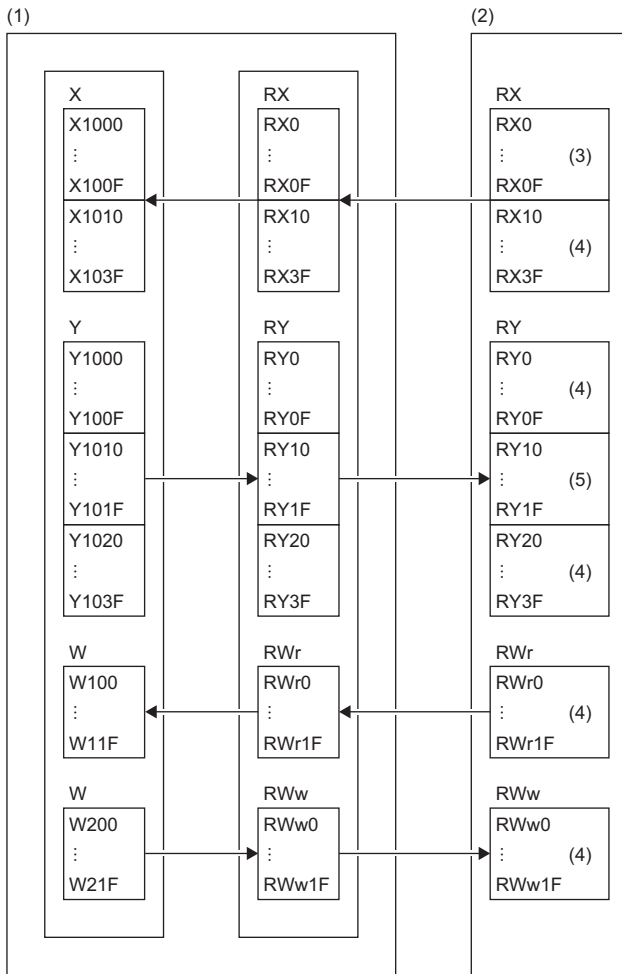 (1) (2)
X RX RX
X1000 RX0 RX0
⋮ ⋮ ⋮ (3)
X100F RX0F RX0F
X1010 RX10 RX10
⋮ ⋮ ⋮ (4)
X103F RX3F RX3F
Y RY RY
Y1000 RY0 RY0
⋮ ⋮ ⋮ (4)
Y100F RY0F RY0F
Y1010 RY10 RY10
⋮ ⋮ ⋮ (5)
Y101F RY1F RY1F
Y1020 RY20 RY20
⋮ ⋮ ⋮ (4)
Y103F RY3F RY3F
W RWr RWr
W100 RWr0 RWr0
⋮ ⋮ ⋮ (4)
W11F RWr1F RWr1F
W RWw RWw
W200 RWw0 RWw0
⋮ ⋮ ⋮ (4)
W21F RWw1F RWw1F